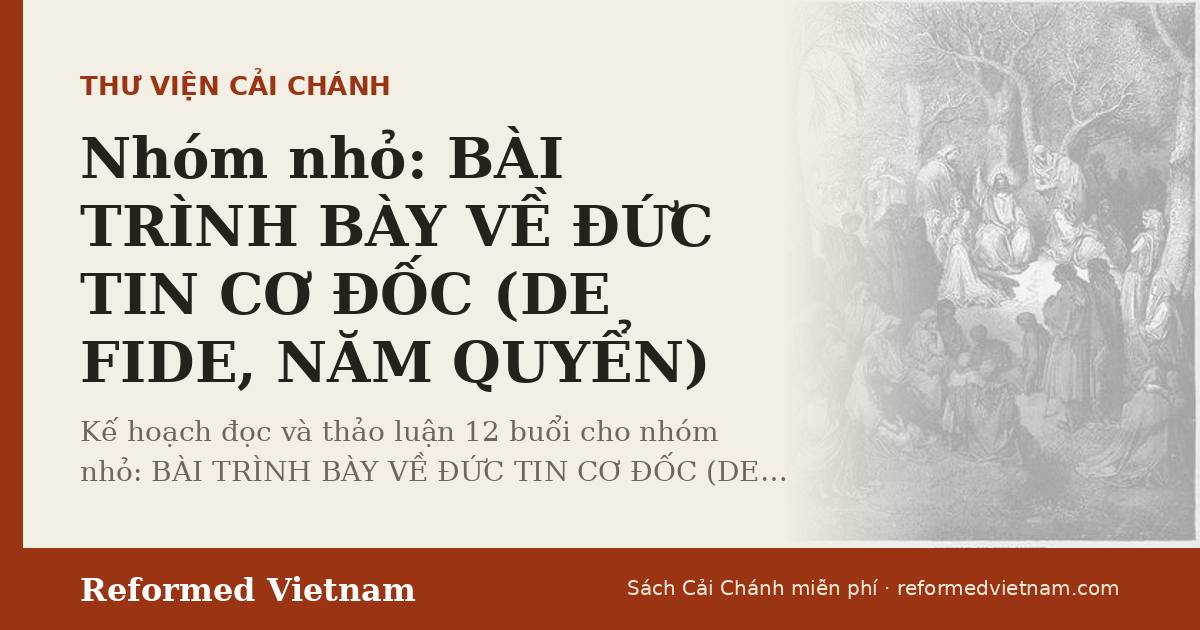 THƯ VIỆN CẢI CHÁNH
Nhóm nhỏ: BÀI
TRÌNH BÀY VỀ ĐỨC
TIN CƠ ĐỐC (DE
FIDE, NĂM QUYỂN)
Kế hoạch đọc và thảo luận 12 buổi cho nhóm
nhỏ: BÀI TRÌNH BÀY VỀ ĐỨC TIN CƠ ĐỐC (DE...
Reformed Vietnam
Sách Cải Chánh miễn phí · reformedvietnam.com